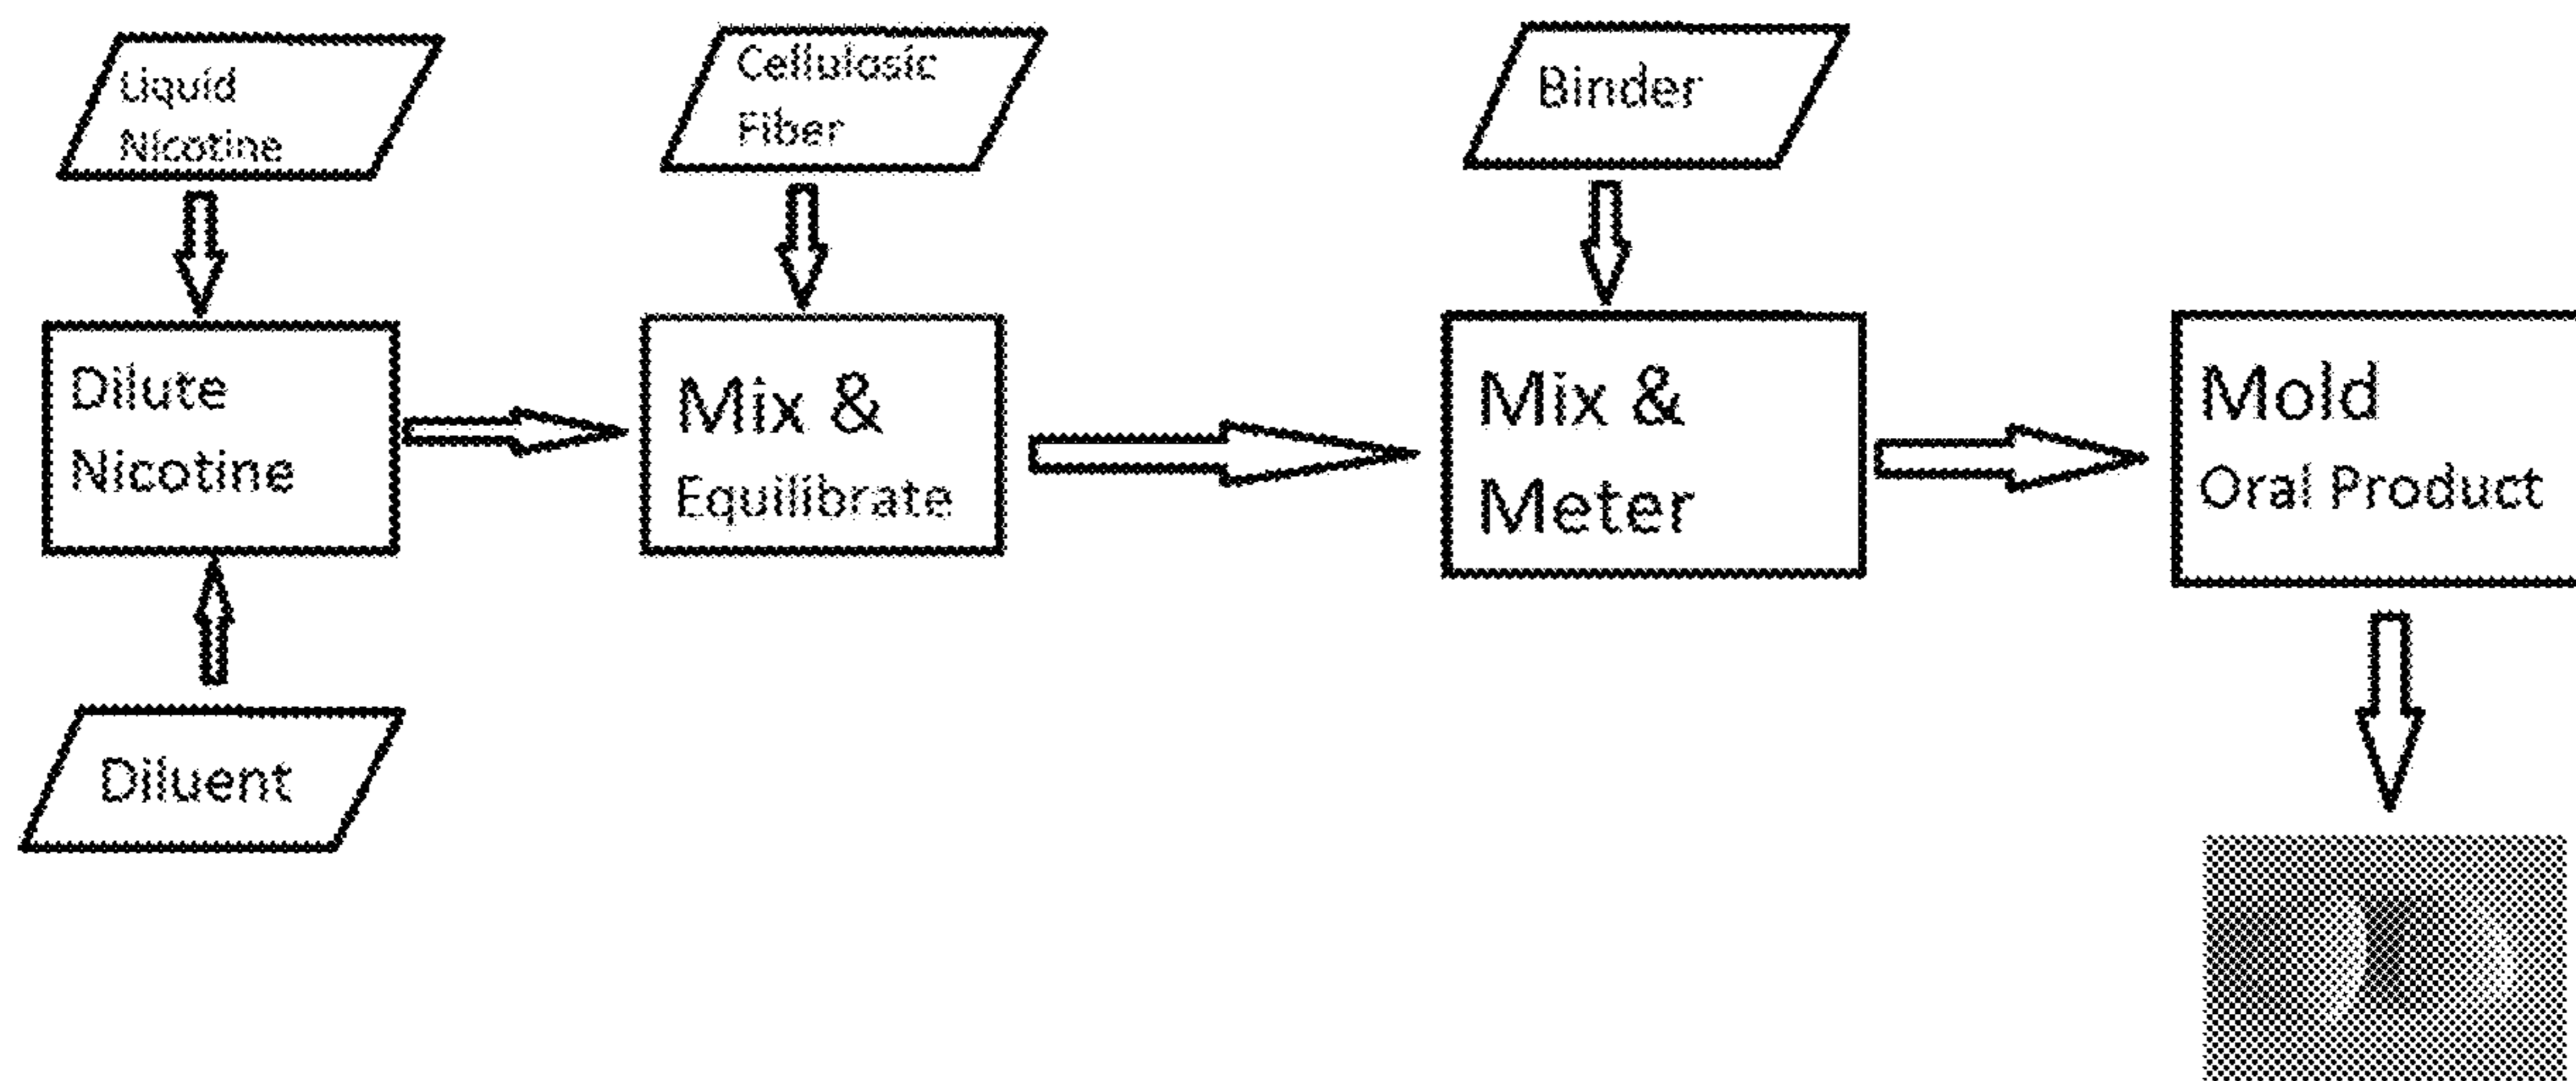 Liquid
Nicotine
Cellulosic
Fiber
Binder
Dilute
Nicotine
Mix &
Equilibrate
Mix &
Meter
Mold
Oral Product
Diluent